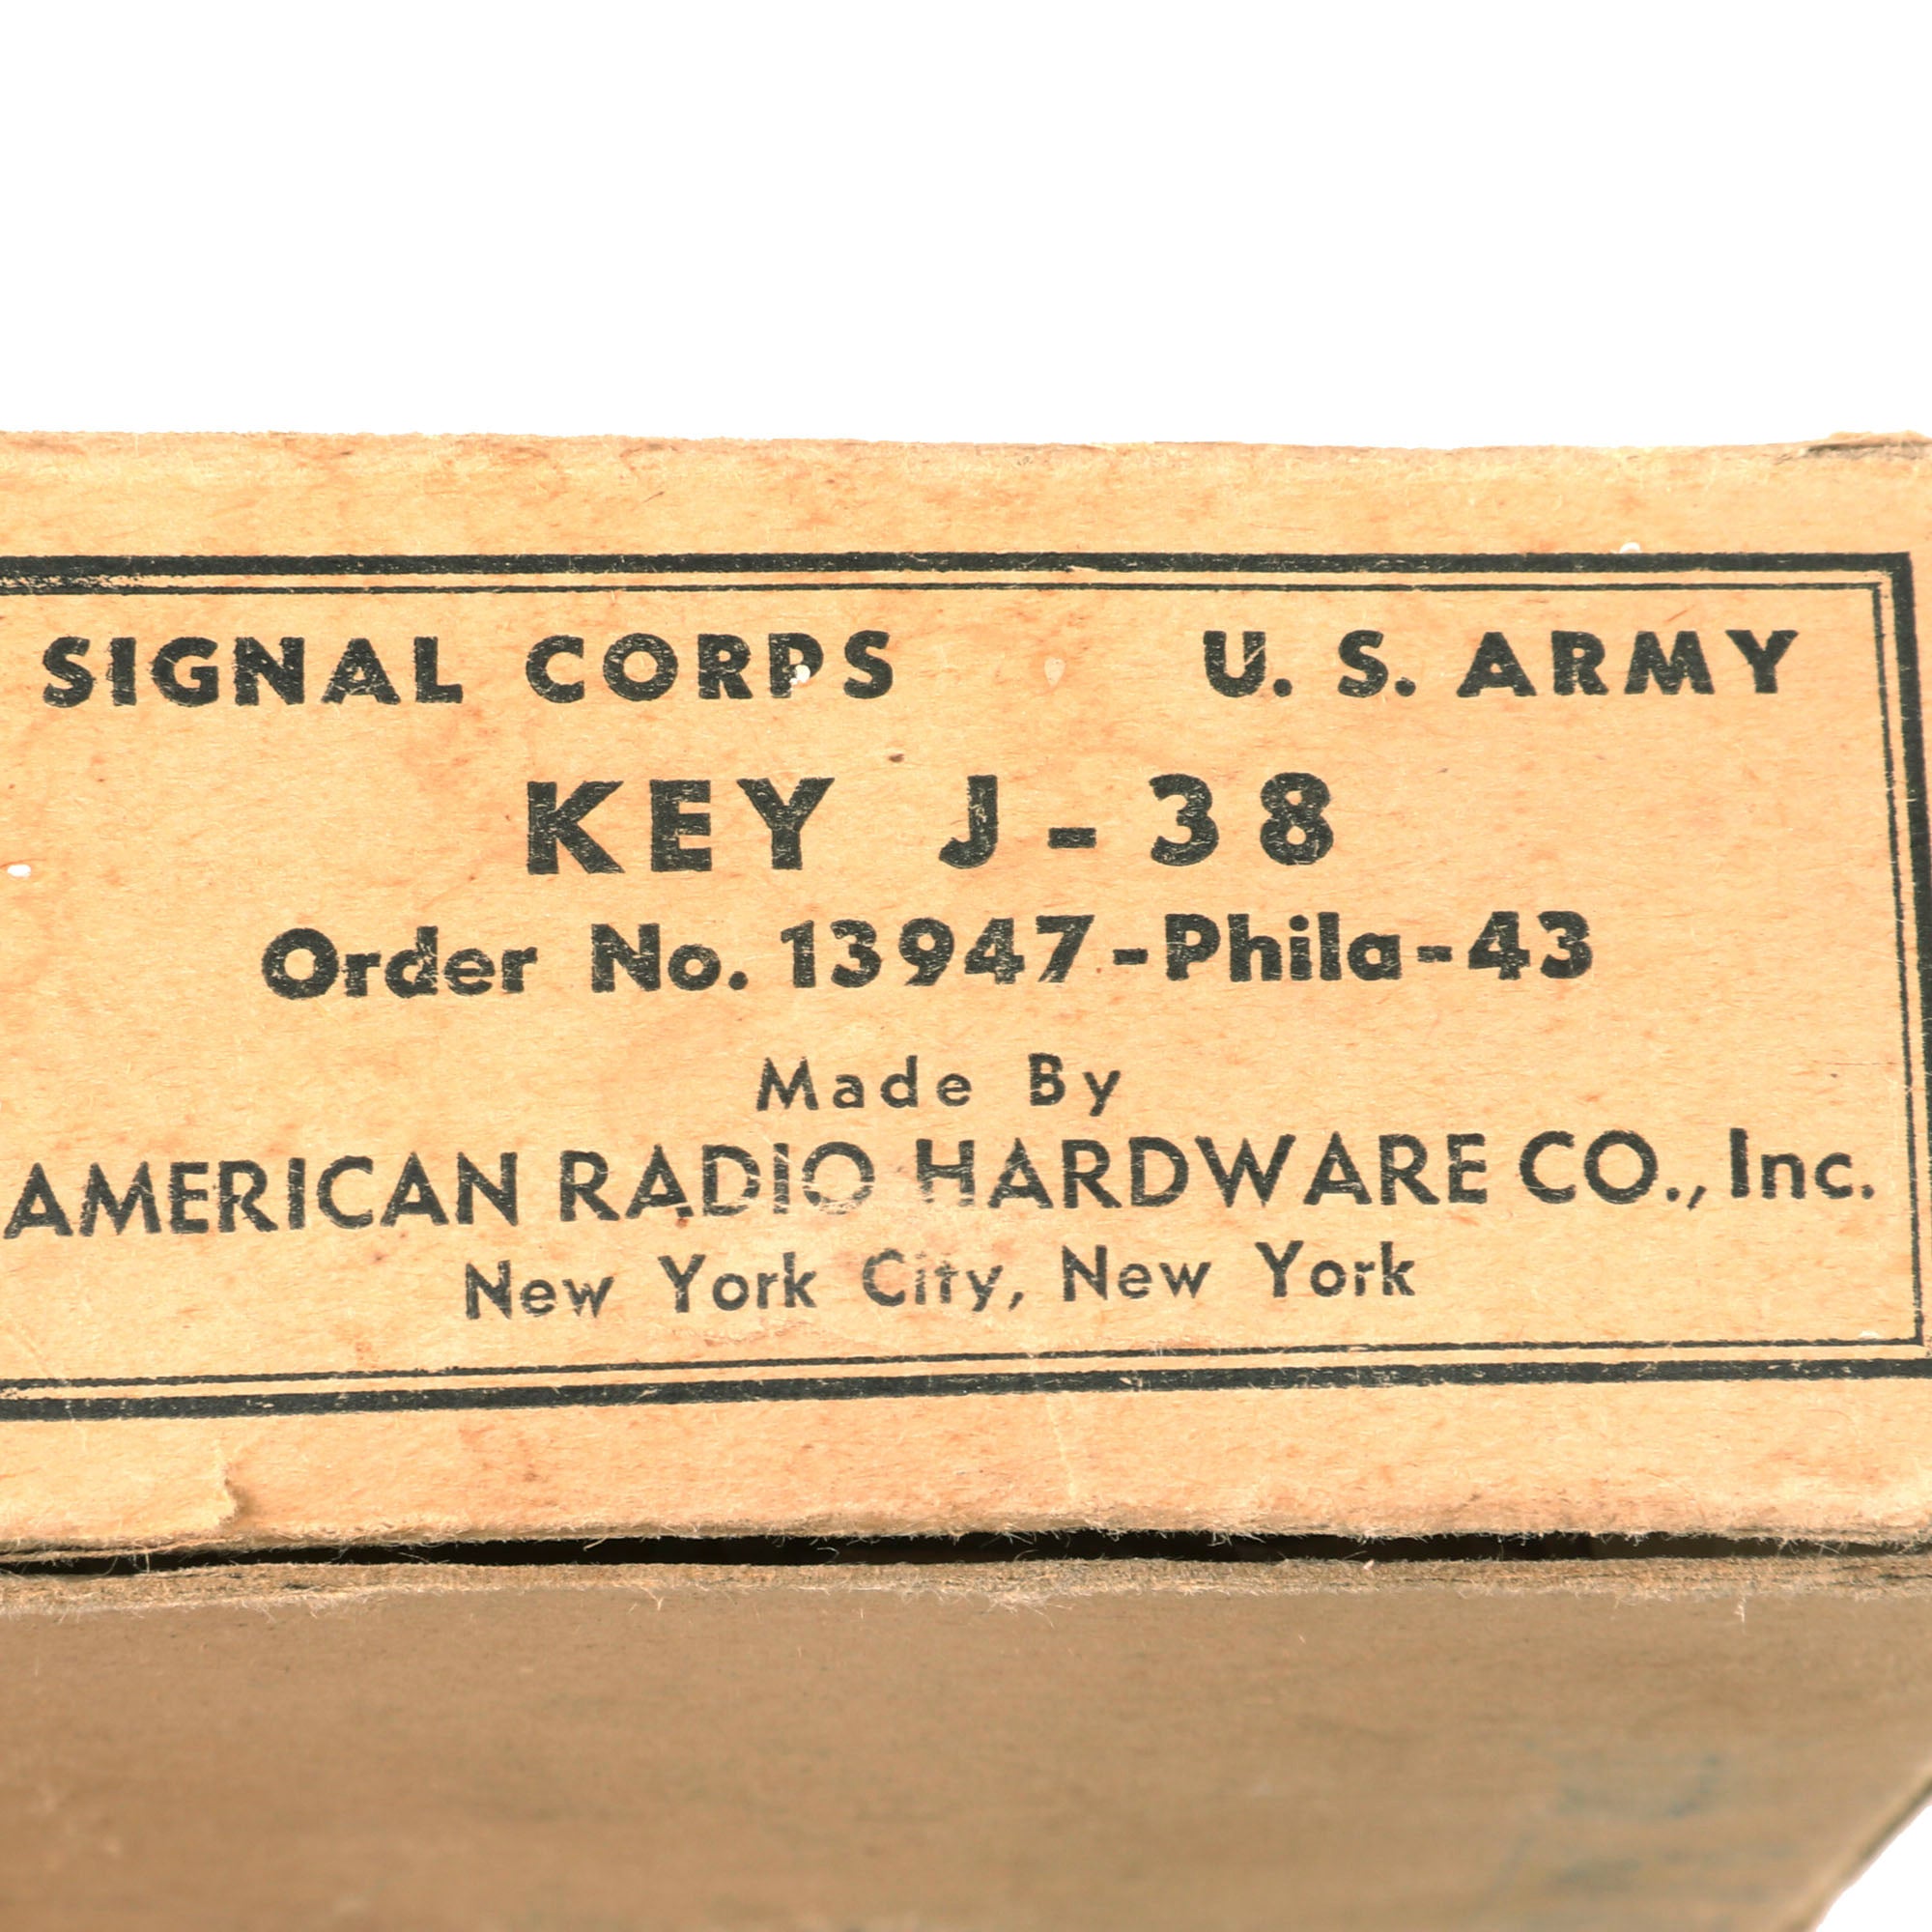 SIGNAL CORPS U. S. ARMY
KEY J-38
Order No. 13947-Phila-43
Made By
AMERICAN RADIO HARDWARE CO., Inc.
New York City, New York